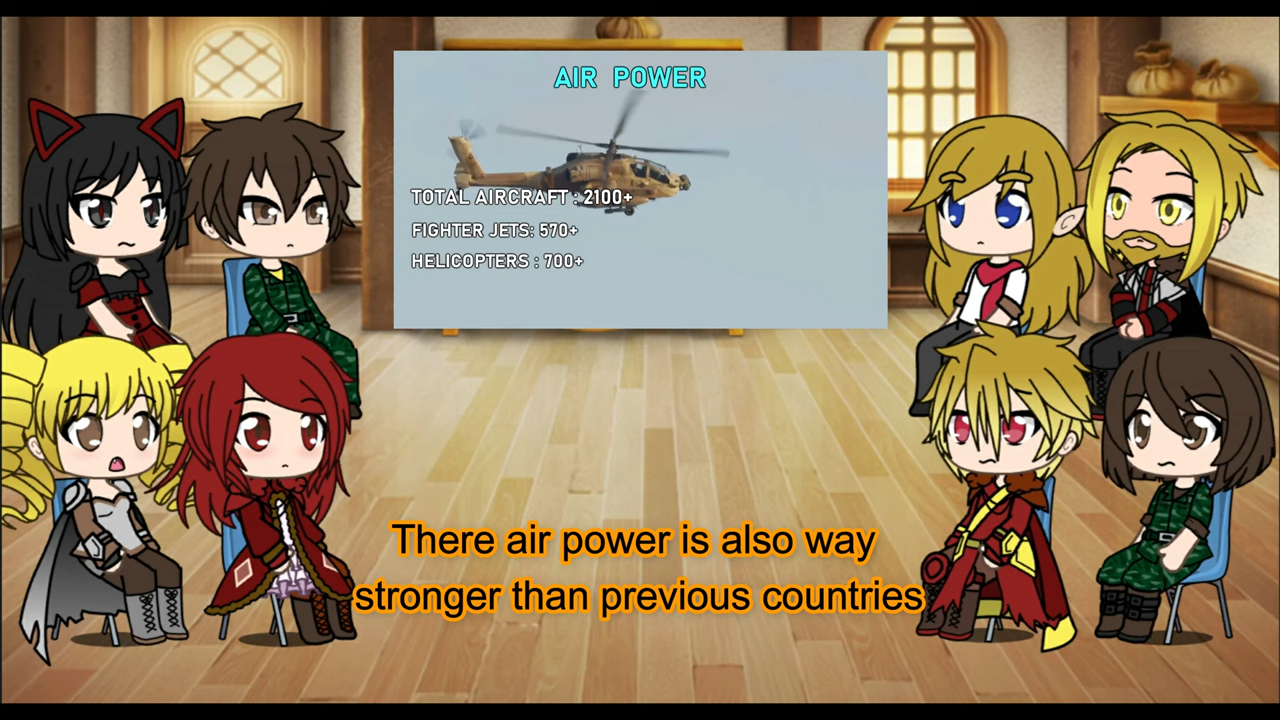 AIR POWER
TOTAL AIRCRAFT : 2100+
FIGHTER JETS: 570+
HELICOPTERS : 700+
There air power is also way
stronger than previous countries